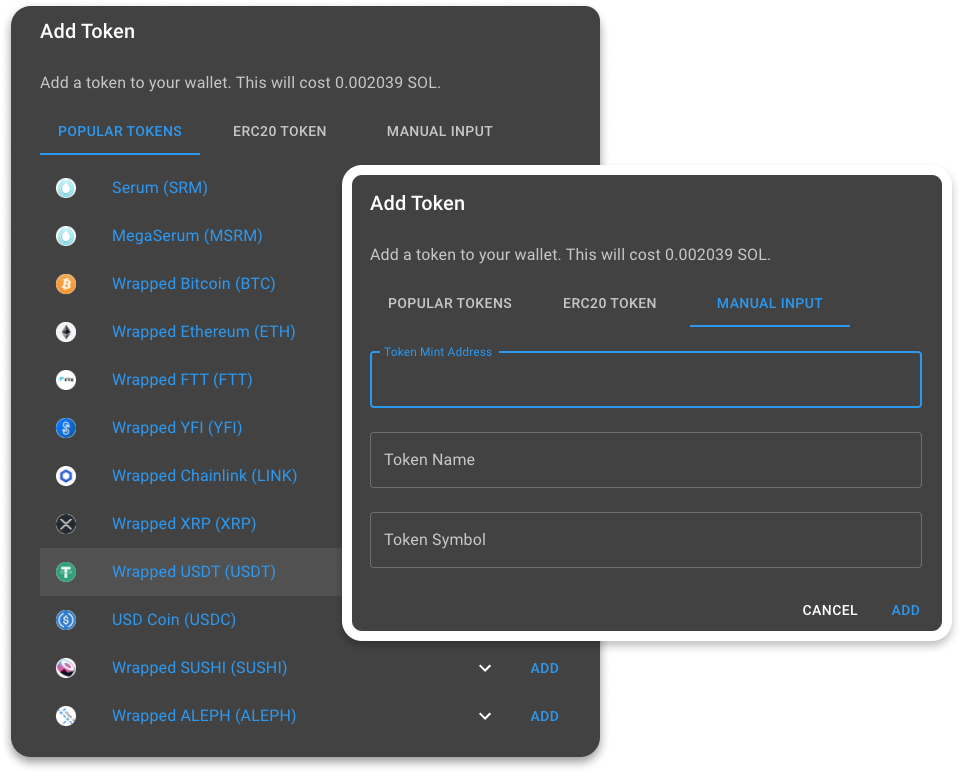 Add Token
Add a token to your wallet. This will cost 0.002039 SOL.
POPULAR TOKENS ERC20 TOKEN MANUAL INPUT
Serum (SRM)
MegaSerum (MSRM)
Wrapped Bitcoin (BTC)
Wrapped Ethereum (ETH)
Wrapped FTT (FTT)
Wrapped YFI (YFI)
Wrapped Chainlink (LINK)
Wrapped XRP (XRP)
Wrapped USDT (USDT)
USD Coin (USDC)
Wrapped SUSHI (SUSHI) ADD
Wrapped ALEPH (ALEPH) ADD
Add Token
Add a token to your wallet. This will cost 0.002039 SOL.
POPULAR TOKENS ERC20 TOKEN MANUAL INPUT
Token Mint Address
Token Name
Token Symbol
CANCEL ADD